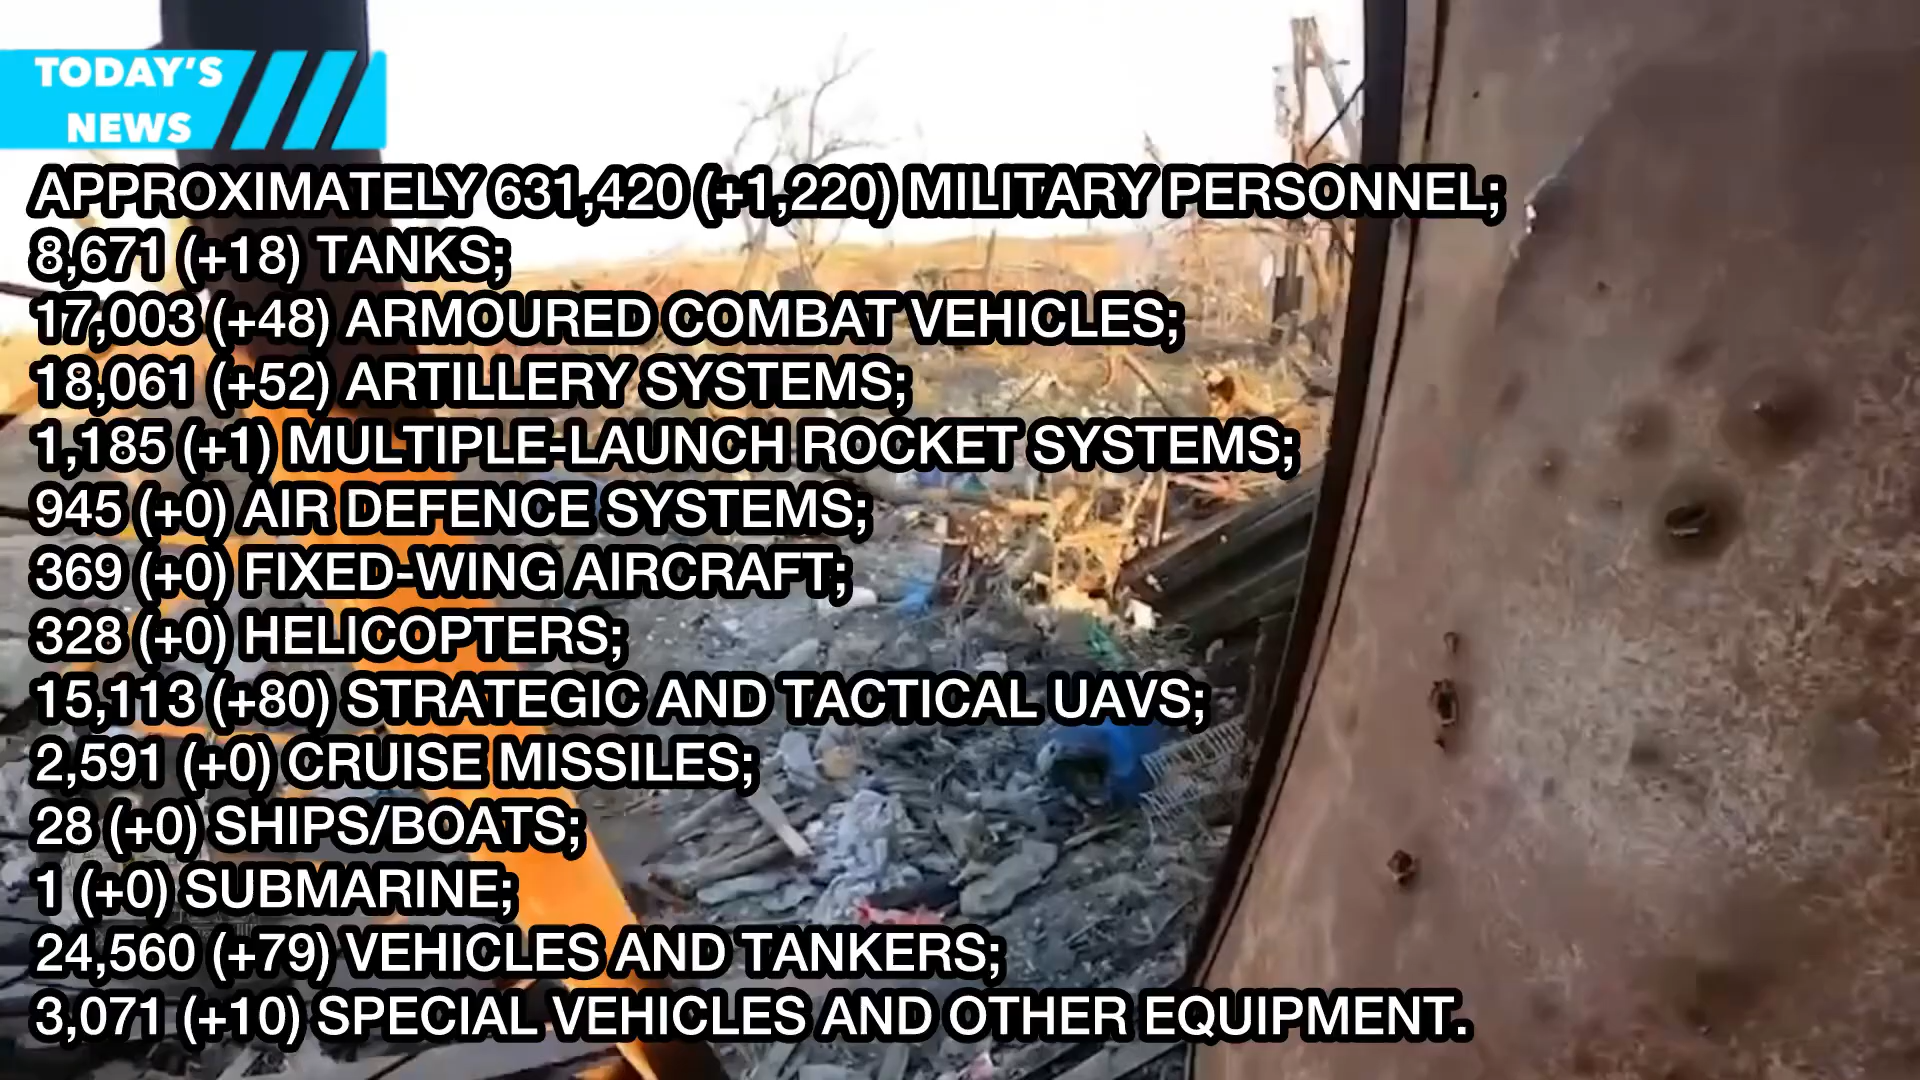 TODAY'S
NEWS
APPROXIMATELY 631,420 (+1,220) MILITARY PERSONNEL;
8,671 (+18) TANKS;
17,003 (+48) ARMOURED COMBAT VEHICLES;
18,061 (+52) ARTILLERY SYSTEMS;
1,185 (+1) MULTIPLE-LAUNCH ROCKET SYSTEMS;
945 (+0) AIR DEFENCE SYSTEMS;
369 (+0) FIXED-WING AIRCRAFT;
328 (+0) HELICOPTERS;
15,113 (+80) STRATEGIC AND TACTICAL UAVS;
2,591 (+0) CRUISE MISSILES;
28 (+0) SHIPS/BOATS;
1 (+0) SUBMARINE;
24,560 (+79) VEHICLES AND TANKERS;
3,071 (+10) SPECIAL VEHICLES AND OTHER EQUIPMENT.